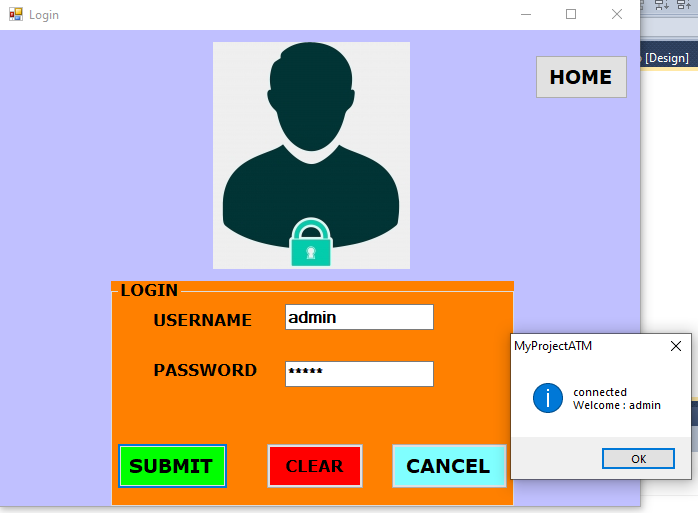 Login
[Design]
HOME
LOGIN
USERNAME
admin
PASSWORD
*****
MyProjectATM
connected
Welcome : admin
OK
SUBMIT
CLEAR
CANCEL